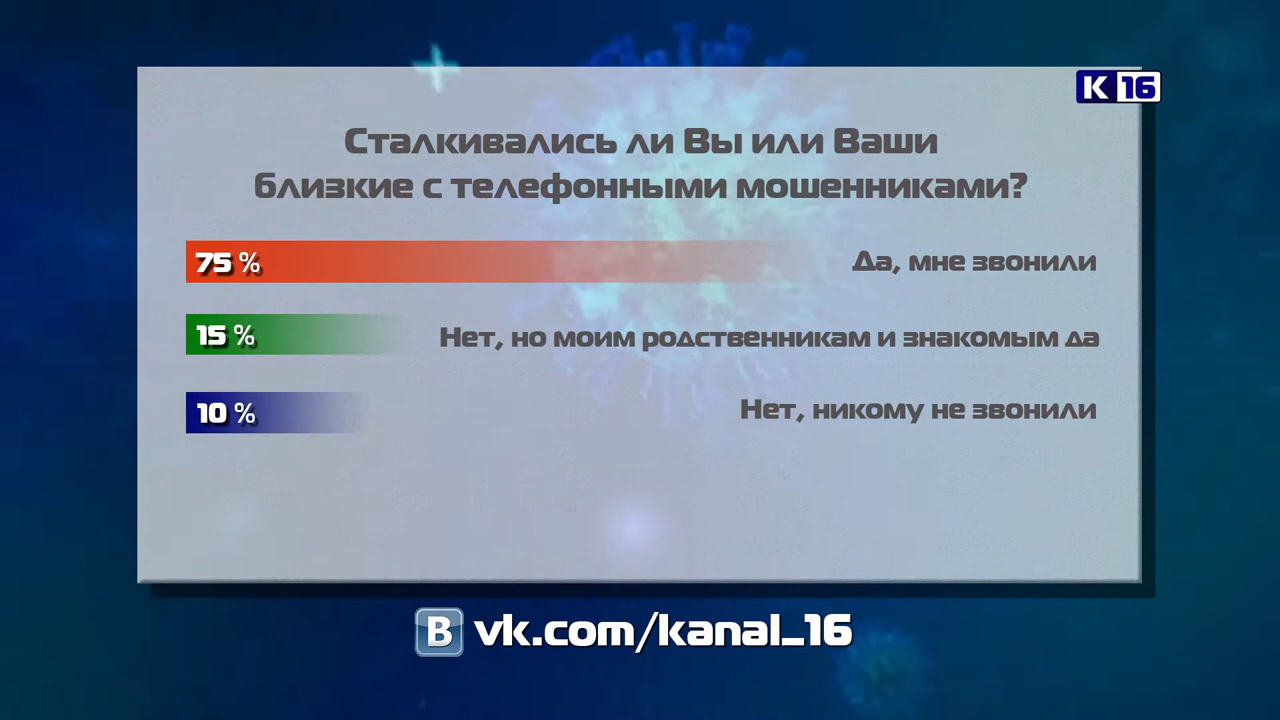 К 16
Сталкивались ли Вы или Ваши
близкие с телефонными мошенниками?
75 % Да, мне звонили
15 % Нет, но моим родственникам и знакомым да
10 % Нет, никому не звонили
В vk.com/kanal_16